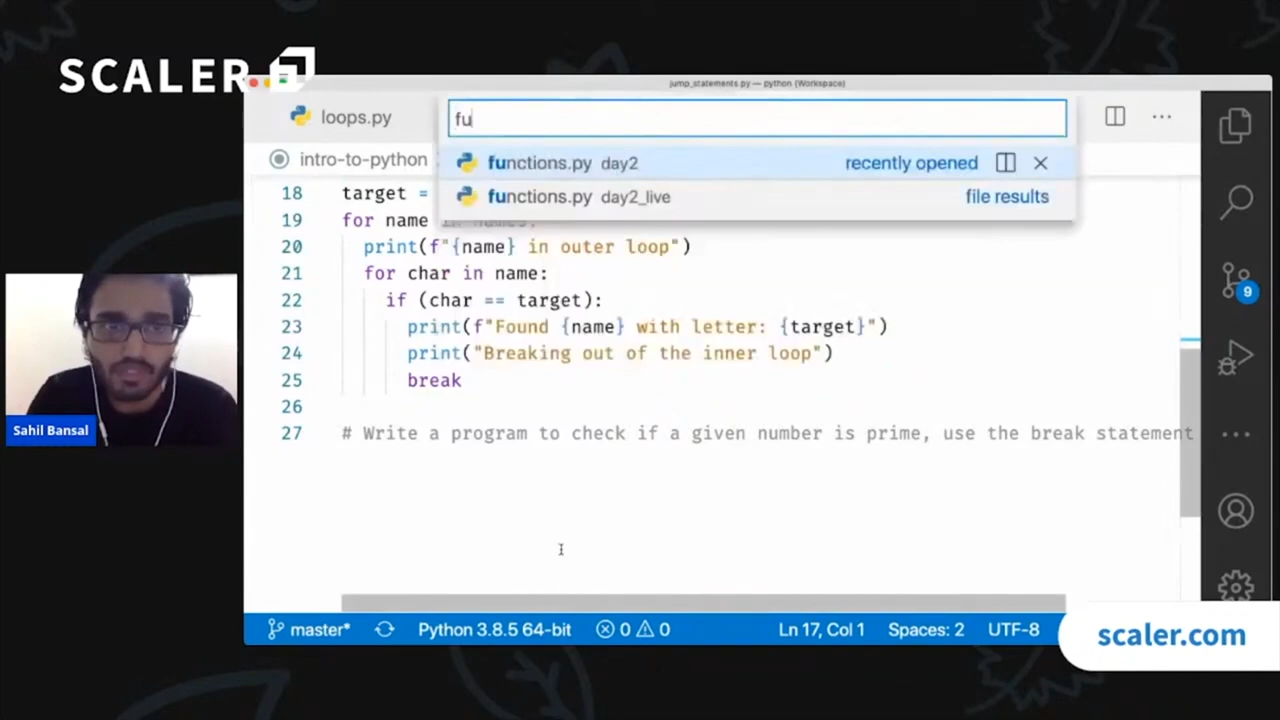 SCALER
jump_statements.py — python (Workspace)
loops.py
fu
functions.py day2 recently opened
functions.py day2_live file results
intro-to-python
18 target =
19 for name in names:
20 print(f"{name} in outer loop")
21 for char in name:
22 if (char == target):
23 print(f"Found {name} with letter: {target}")
24 print("Breaking out of the inner loop")
25 break
26
27 # Write a program to check if a given number is prime, use the break statement
9
Sahil Bansal
master* Python 3.8.5 64-bit 0 0 Ln 17, Col 1 Spaces: 2 UTF-8
scaler.com